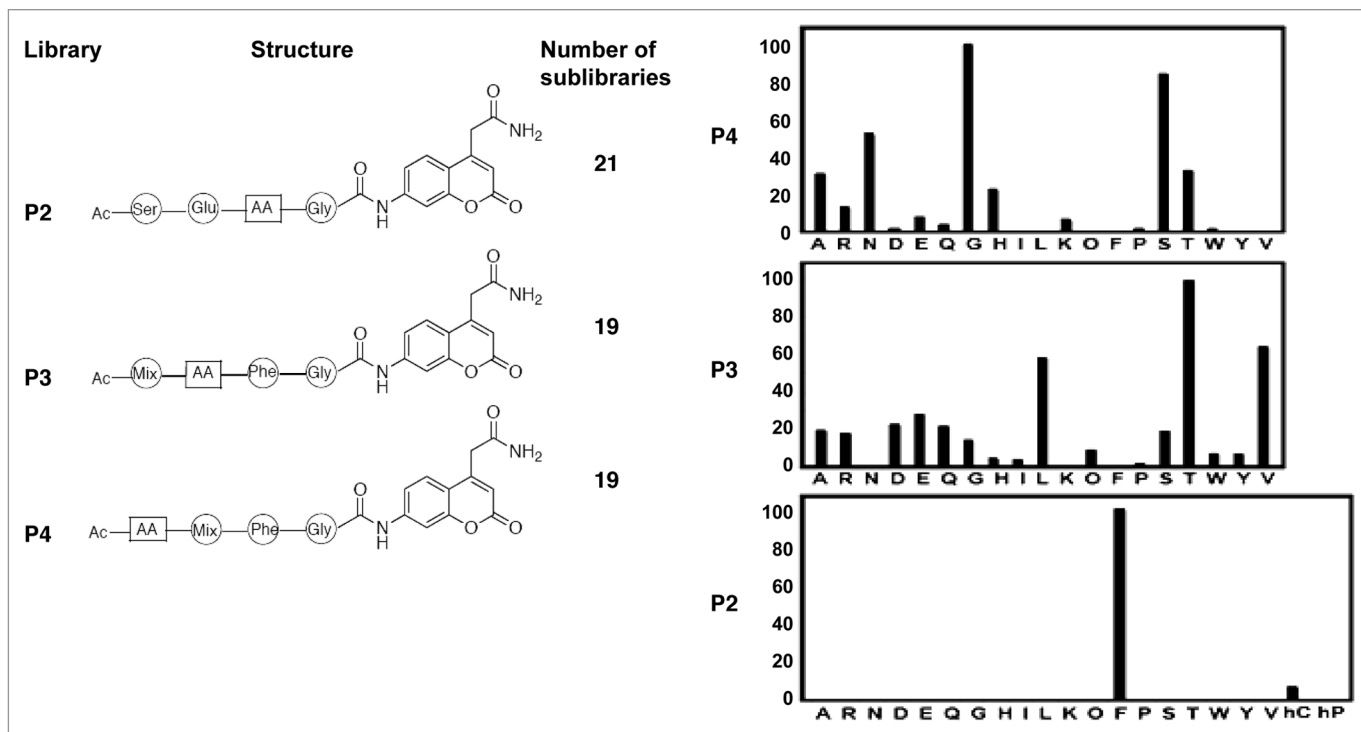 Library Structure Number of
sublibraries
P2
Ac Ser Glu AA Gly
O
N
H
O O
O
NH2
21
P3
Ac Mix AA Phe Gly
O
N
H
O O
O
NH2
19
P4
Ac AA Mix Phe Gly
O
N
H
O O
O
NH2
19
P4
100
80
60
40
20
0
A R N D E Q G H I L K O F P S T W Y V
P3
100
80
60
40
20
0
A R N D E Q G H I L K O F P S T W Y V
P2
100
80
60
40
20
0
A R N D E Q G H I L K O F P S T W Y V hC hP